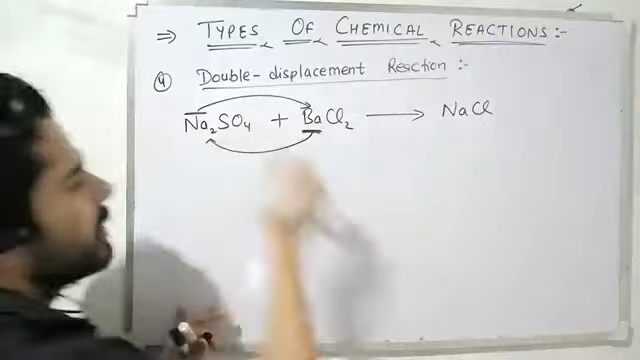 ⇒ TYPES OF CHEMICAL REACTIONS :-
④ Double-displacement Reaction :-
Na₂SO₄ + BaCl₂ ⟶ NaCl